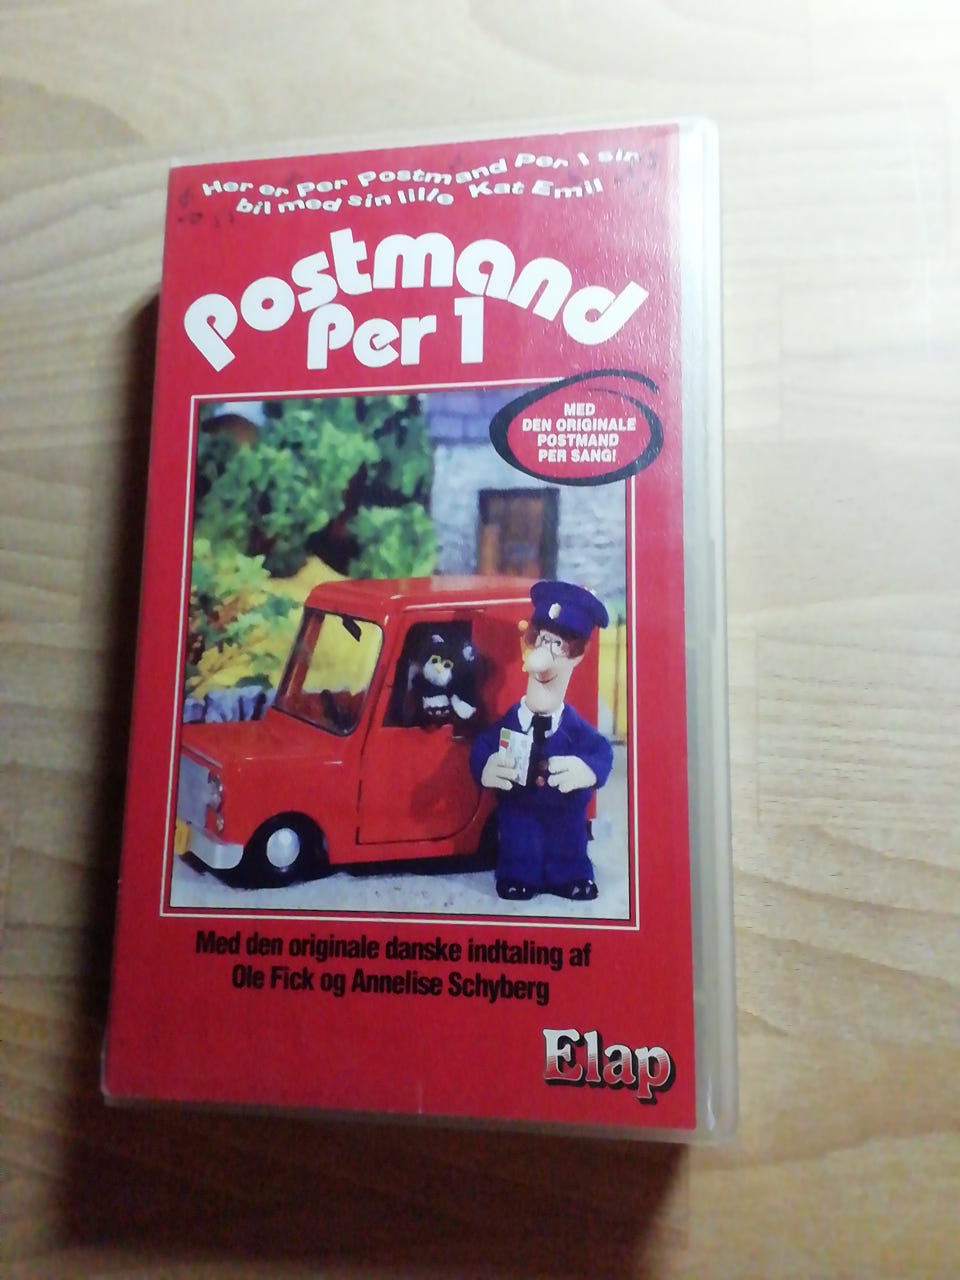 Her er Per Postmand Per I sin
bil med sin lille Kat Emil
Postmand
Per 1
MED
DEN ORIGINALE
POSTMAND
PER SANG!
Med den originale danske indtaling af
Ole Fick og Annelise Schyberg
Elap